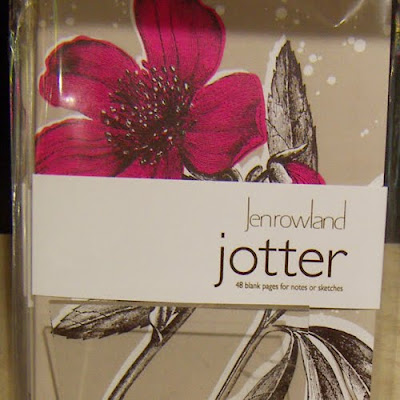 Jenrowland
jotter
48 blank pages for notes or sketches